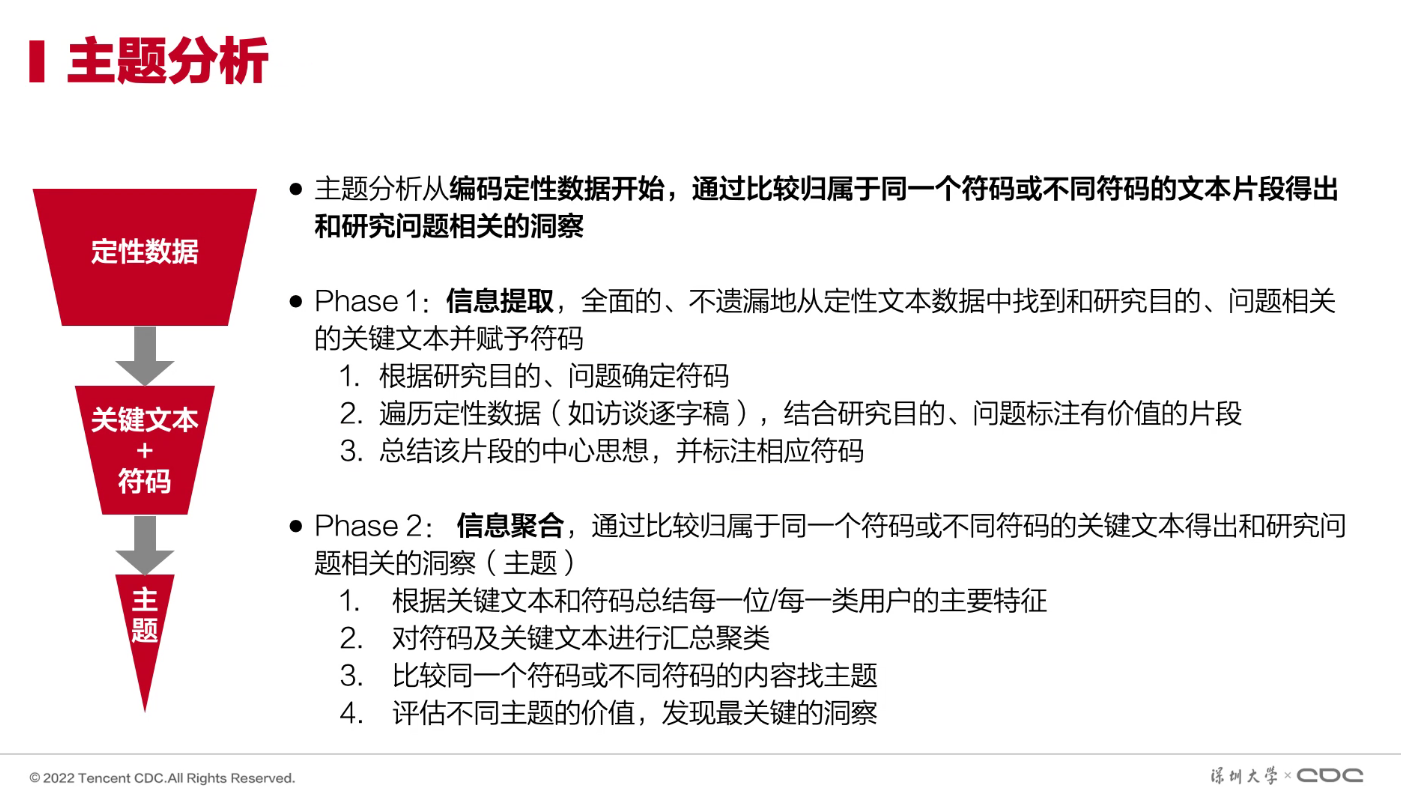 主题分析
定性数据
关键文本
+
符码
主
题
● 主题分析从编码定性数据开始，通过比较归属于同一个符码或不同符码的文本片段得出
和研究问题相关的洞察
● Phase 1：信息提取，全面的、不遗漏地从定性文本数据中找到和研究目的、问题相关
的关键文本并赋予符码
1. 根据研究目的、问题确定符码
2. 遍历定性数据（如访谈逐字稿），结合研究目的、问题标注有价值的片段
3. 总结该片段的中心思想，并标注相应符码
● Phase 2： 信息聚合，通过比较归属于同一个符码或不同符码的关键文本得出和研究问
题相关的洞察（主题）
1. 根据关键文本和符码总结每一位/每一类用户的主要特征
2. 对符码及关键文本进行汇总聚类
3. 比较同一个符码或不同符码的内容找主题
4. 评估不同主题的价值，发现最关键的洞察
© 2022 Tencent CDC.All Rights Reserved.
深圳大学 × CDC